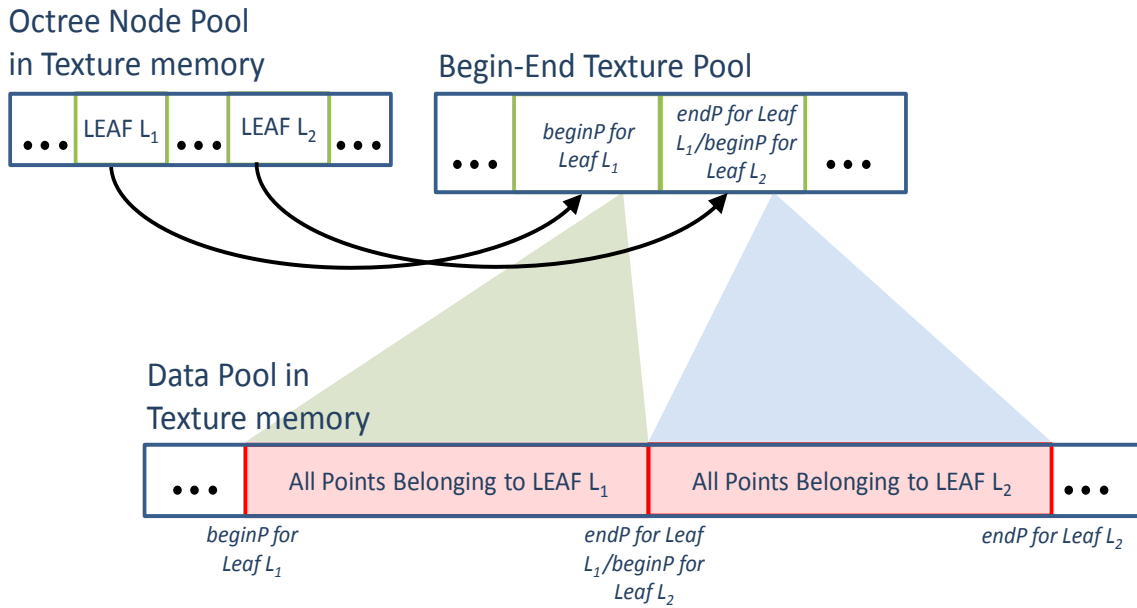 Octree Node Pool
in Texture memory
Begin-End Texture Pool
••• LEAF L₁ ••• LEAF L₂ •••
••• beginP for
Leaf L₁
endP for Leaf
L₁/beginP for
Leaf L₂
•••
Data Pool in
Texture memory
••• All Points Belonging to LEAF L₁ All Points Belonging to LEAF L₂ •••
beginP for
Leaf L₁
endP for Leaf
L₁/beginP for
Leaf L₂
endP for Leaf L₂